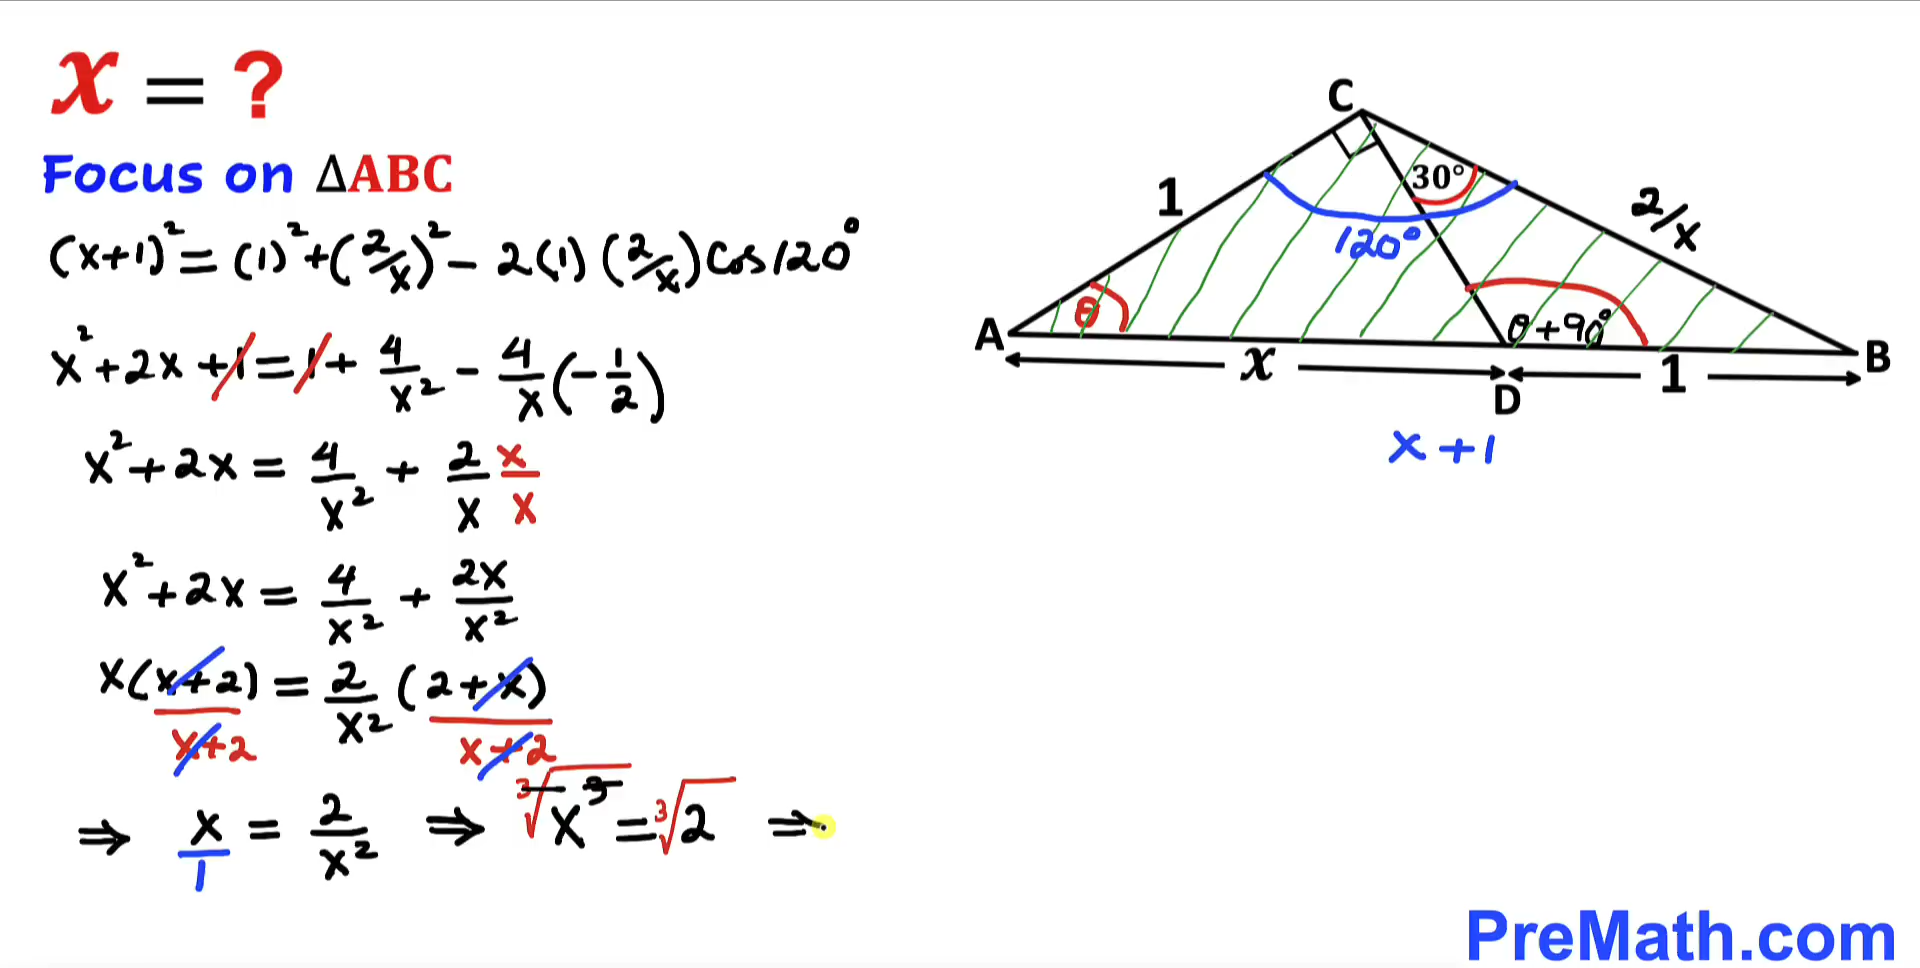 x = ?
Focus on ΔABC
(x+1)² = (1)² + (2/x)² - 2(1)(2/x)cos120°
x² + 2x + 1 = 1 + 4/x² - 4/x(-1/2)
x² + 2x = 4/x² + 2/x x/x
x² + 2x = 4/x² + 2x/x²
x(x+2)/x+2 = 2/x² (2+x)/x+2
⇒ x/1 = 2/x² ⇒ ∛x³ = ∛2 ⇒
C
1
30°
2/x
120°
A
θ
θ+90°
B
x
D
1
x+1
PreMath.com